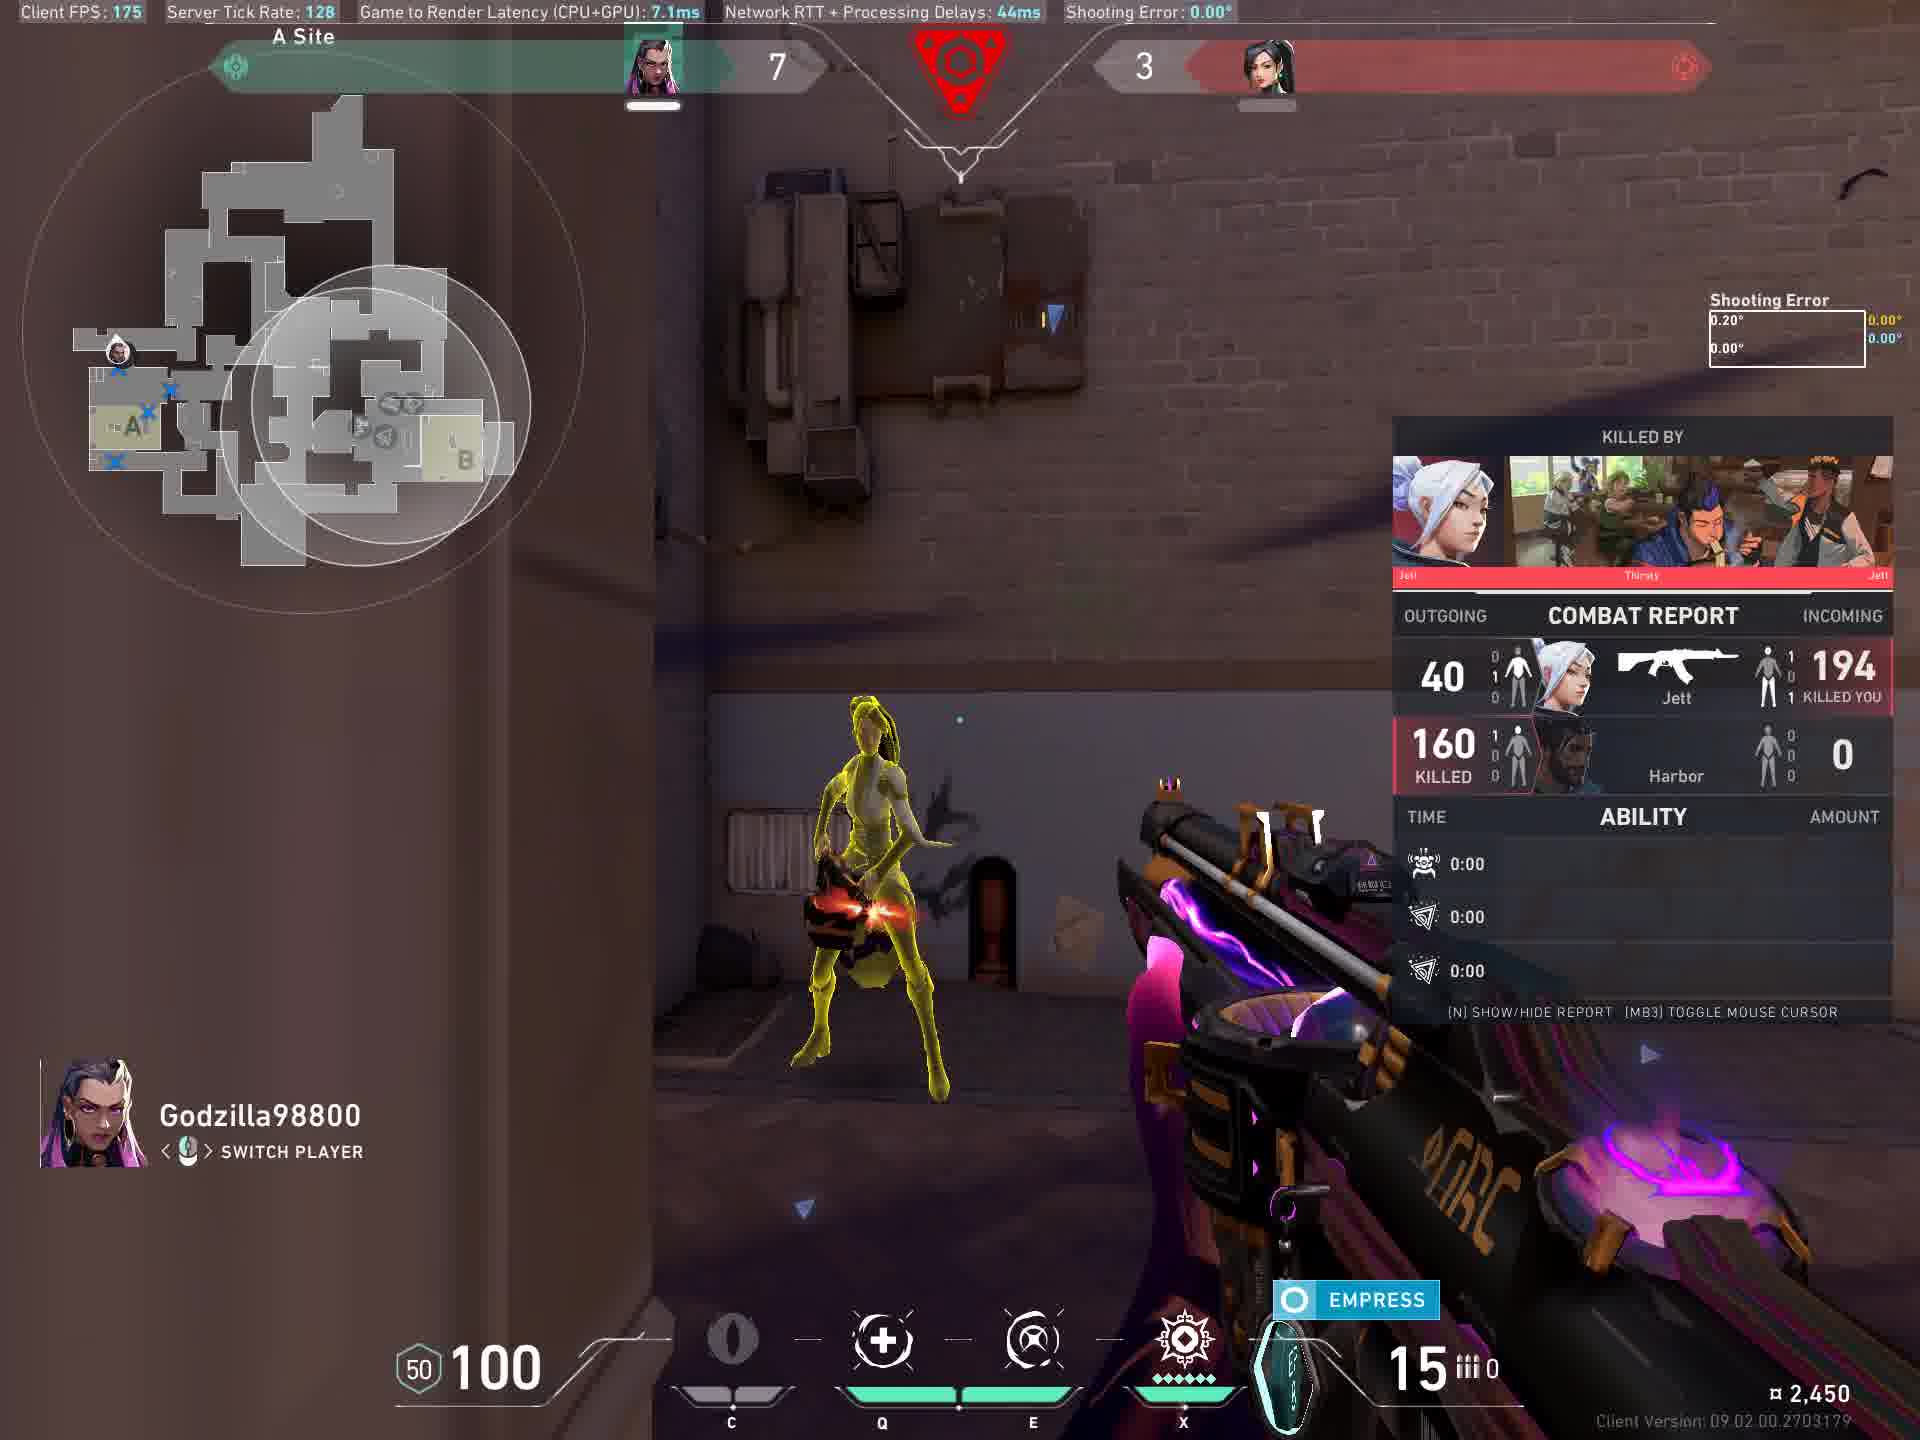 Client FPS: 175 Server Tick Rate: 128 Game to Render Latency (CPU+GPU): 7.1ms Network RTT + Processing Delays: 44ms Shooting Error: 0.00°
A Site
7
3
A
B
Shooting Error
0.20°
0.00°
0.00°
0.00°
KILLED BY
Jett Thirsty Jett
OUTGOING COMBAT REPORT INCOMING
40 0 1 0 Jett 1 0 1 194 KILLED YOU
160 KILLED 1 0 0 Harbor 0 0 0 0
TIME ABILITY AMOUNT
0:00
0:00
0:00
[N] SHOW/HIDE REPORT [MB3] TOGGLE MOUSE CURSOR
Godzilla98800
< > SWITCH PLAYER
EMPRESS
50 100
15 0
C Q E X
¤ 2,450
Client Version: 09.02.00.2703179